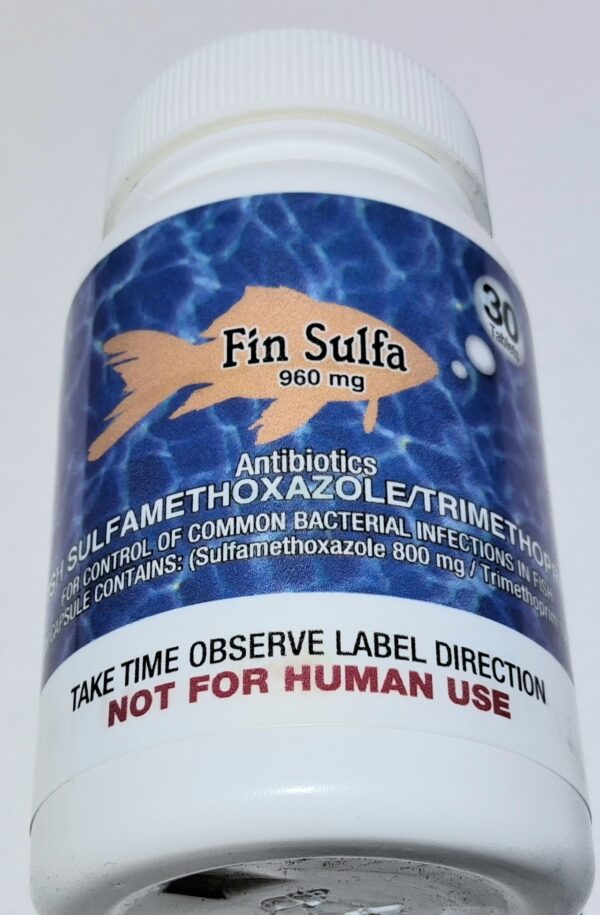 30
Tablets
Fin Sulfa
960 mg
Antibiotics
SULFAMETHOXAZOLE/TRIMETHOP
FOR CONTROL OF COMMON BACTERIAL INFECTIONS IN FISH
CAPSULE CONTAINS: (Sulfamethoxazole 800 mg / Trimethoprim
TAKE TIME OBSERVE LABEL DIRECTION
NOT FOR HUMAN USE